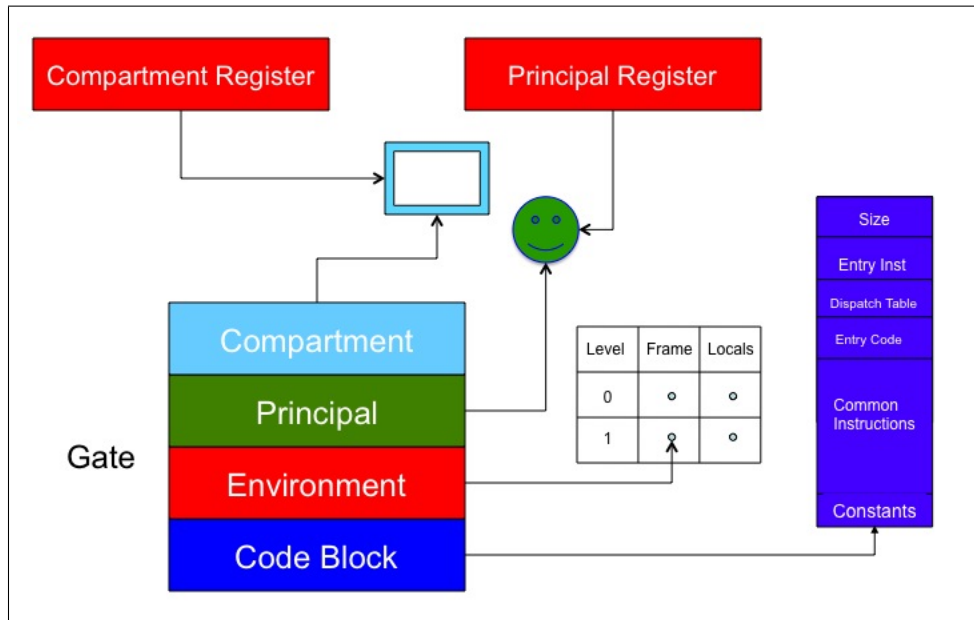 Compartment Register
Principal Register
Size
Entry Inst
Dispatch Table
Entry Code
Common
Instructions
Constants
Level Frame Locals
0
1
Gate
Compartment
Principal
Environment
Code Block